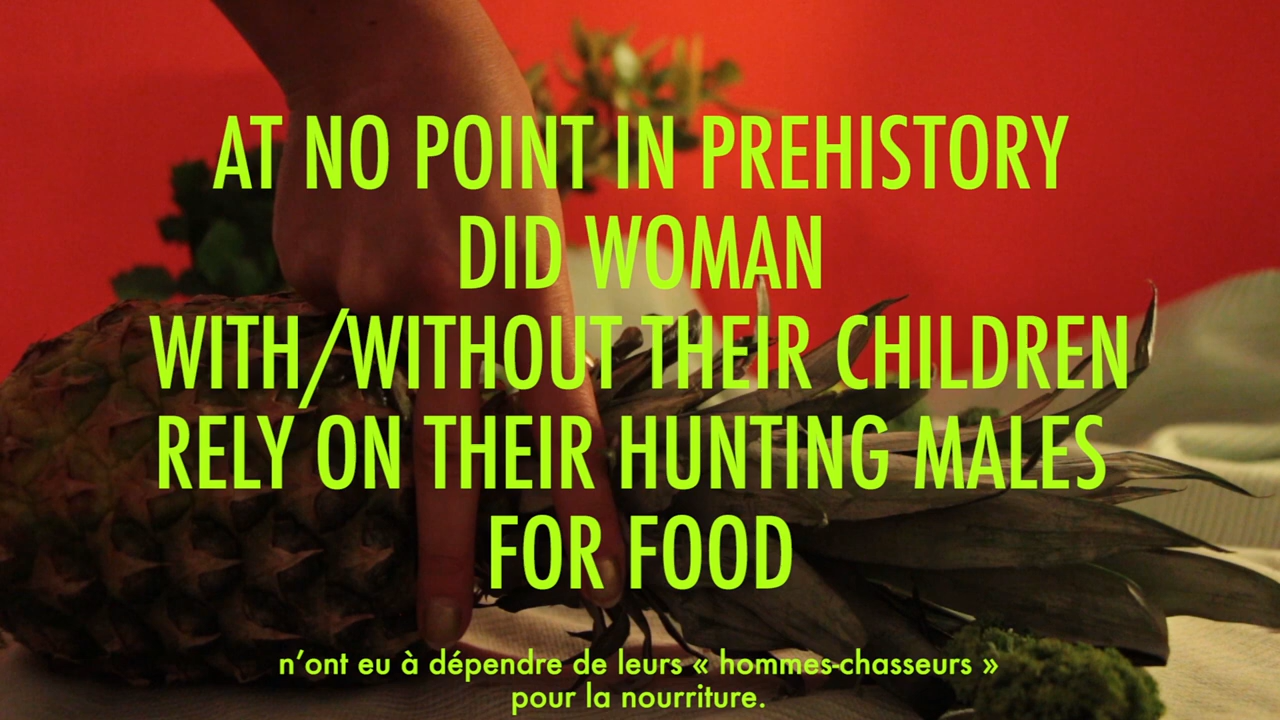 AT NO POINT IN PREHISTORY
DID WOMAN
WITH/WITHOUT THEIR CHILDREN
RELY ON THEIR HUNTING MALES
FOR FOOD
n’ont eu à dépendre de leurs « hommes-chasseurs »
pour la nourriture.